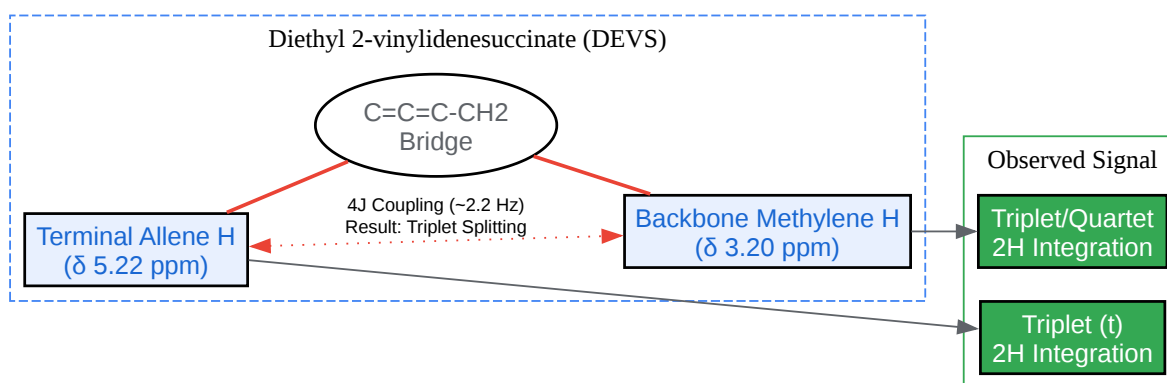 Diethyl 2-vinylidenesuccinate (DEVS)
C=C=C-CH2
Bridge
Observed Signal
4J Coupling (~2.2 Hz)
Result: Triplet Splitting
Terminal Allene H
(δ 5.22 ppm)
Backbone Methylene H
(δ 3.20 ppm)
Triplet/Quartet
2H Integration
Triplet (t)
2H Integration